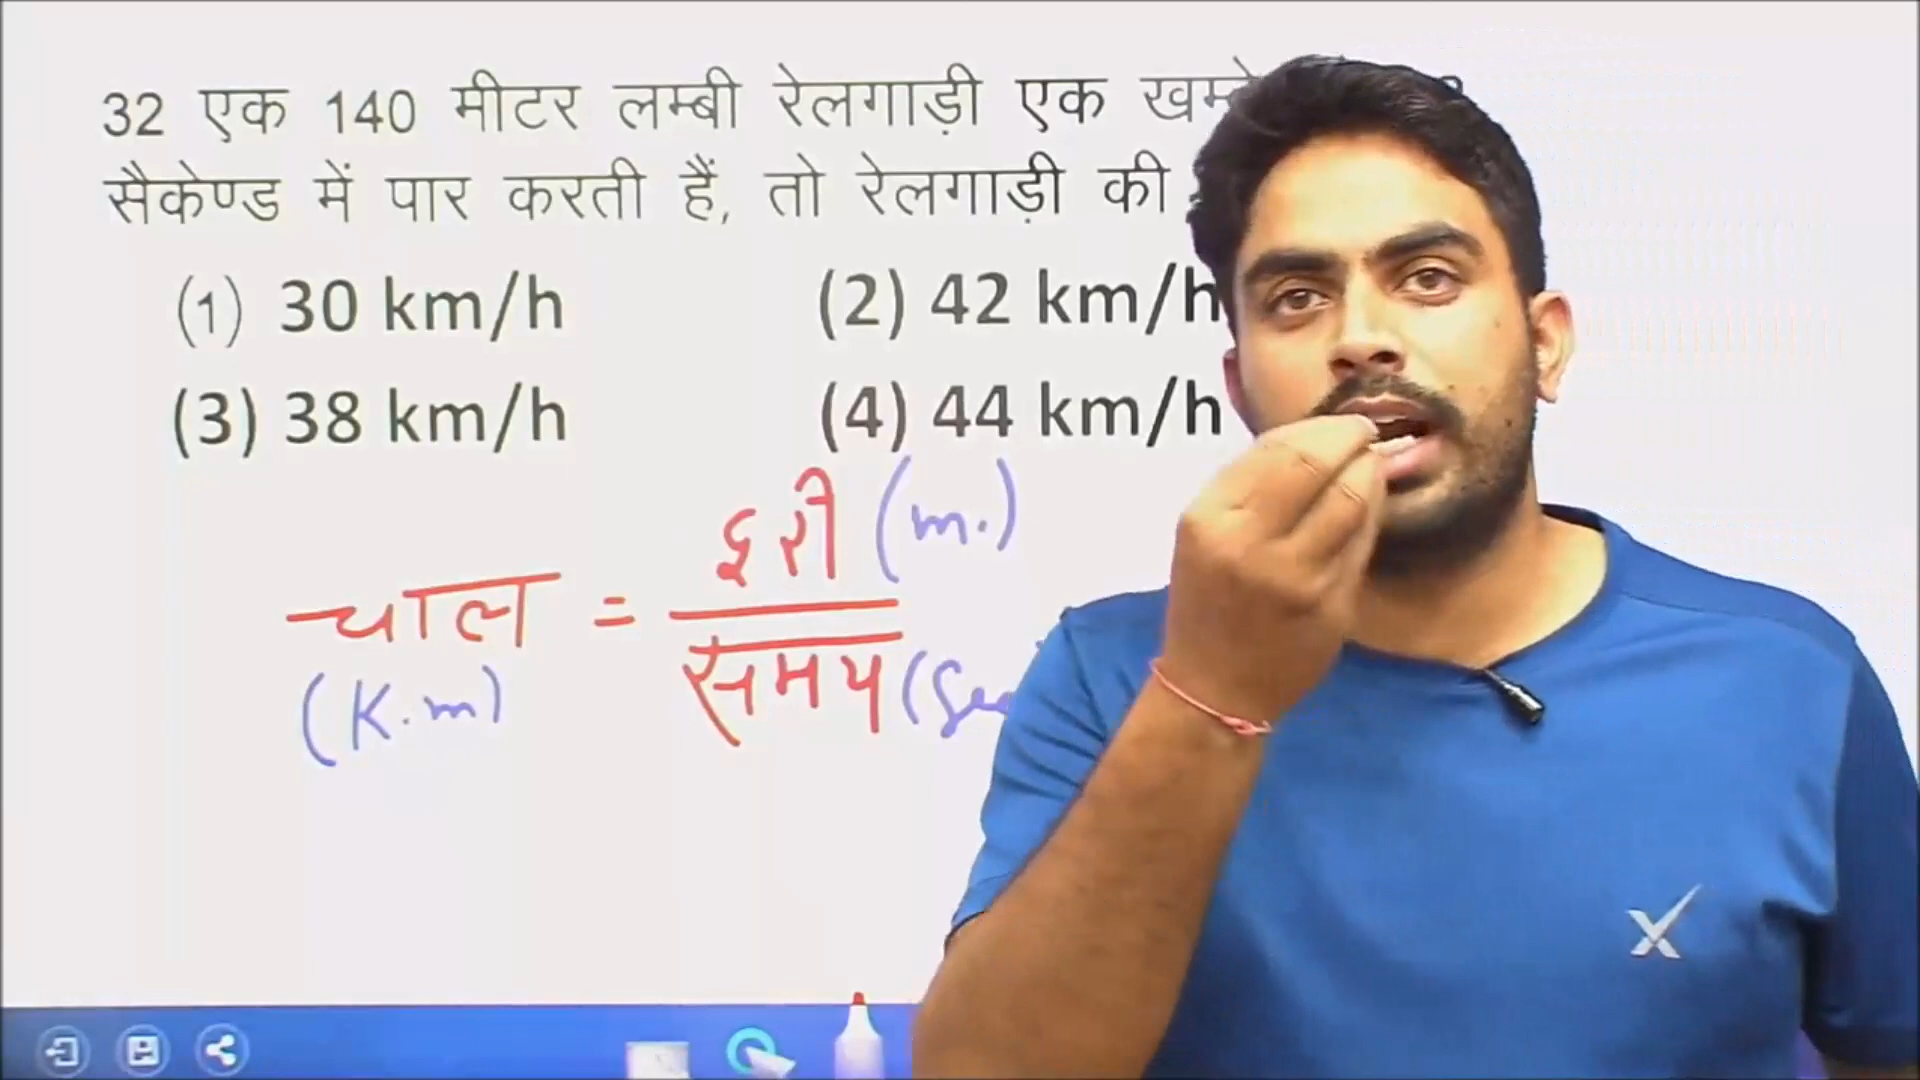 32 एक 140 मीटर लम्बी रेलगाड़ी एक
सैकेण्ड में पार करती हैं, तो रेलगाड़ी की
(1) 30 km/h (2) 42 km/h
(3) 38 km/h (4) 44 km/h
दूरी (m.)
चाल =
समय
(K.m)